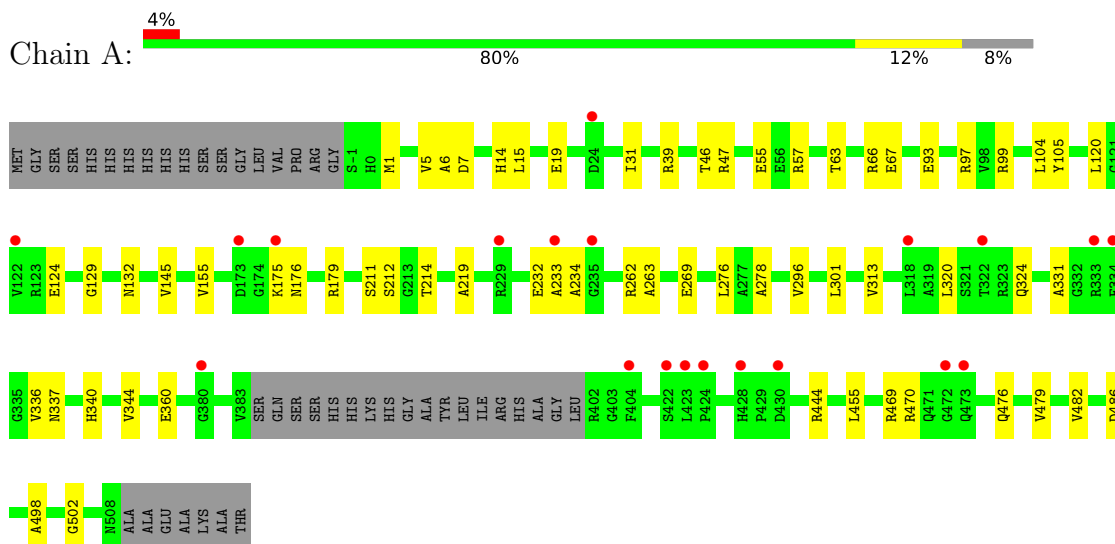 4%
Chain A:
80% 12% 8%
MET GLY SER SER HIS HIS HIS HIS HIS HIS SER SER GLY LEU VAL PRO ARG GLY S-1 H0 M1 V5 A6 D7 H14 L15 E19 D24 I31 R39 T46 R47 E55 E56 R57 T63 R66 E67 E93 R97 V98 R99 L104 Y105 L120 G121
V122 R123 E124 G129 N132 V145 V155 D173 G174 K175 N176 R179 S211 S212 G213 T214 A219 R229 E232 A233 A234 G235 R262 A263 E269 L276 A277 A278 V296 L301 V313 L318 A319 L320 S321 T322 R323 Q324 A331 G332 R333
G335 V336 N337 H340 V344 E360 G380 V383 SER GLN SER SER HIS HIS LYS HIS GLY ALA TYR LEU ILE ARG HIS ALA GLY LEU R402 G403 F404 S422 L423 P424 H428 P429 D430 R444 L455 R469 R470 Q471 G472 Q473 Q476 V479 V482
A498 G502 N508 ALA ALA GLU ALA LYS ALA THR